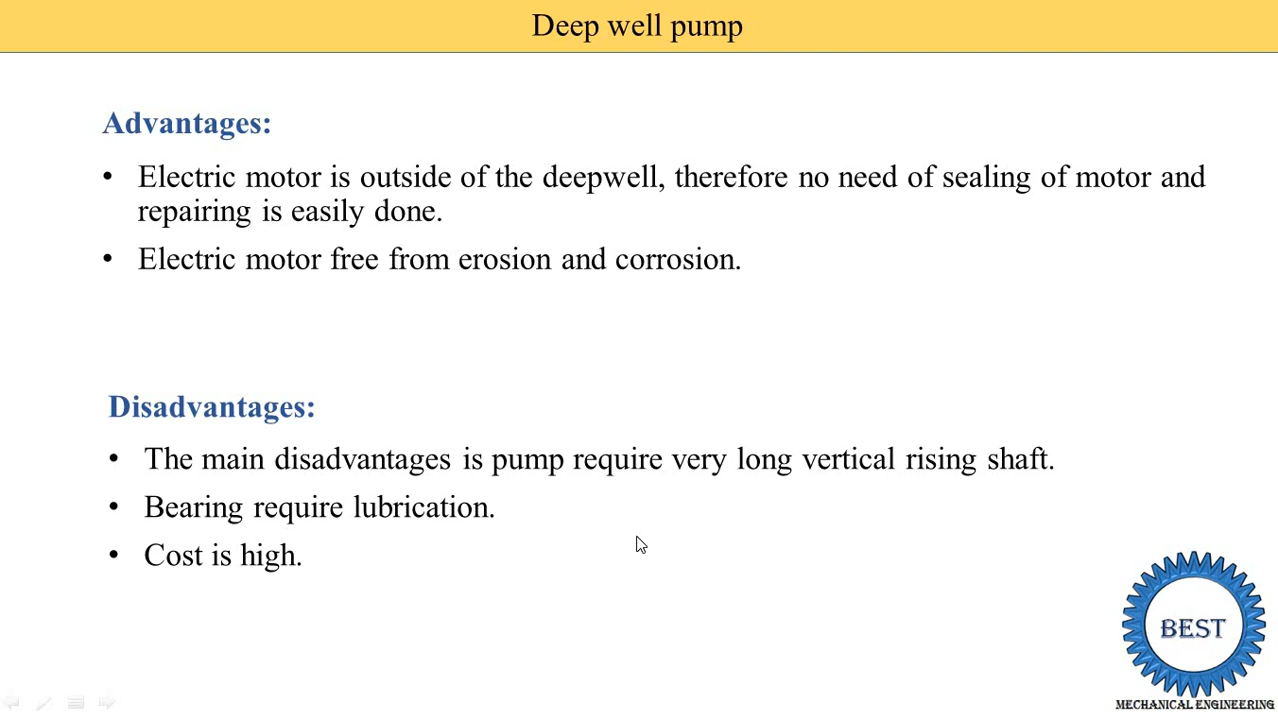 Deep well pump
Advantages:
• Electric motor is outside of the deepwell, therefore no need of sealing of motor and
repairing is easily done.
• Electric motor free from erosion and corrosion.
Disadvantages:
• The main disadvantages is pump require very long vertical rising shaft.
• Bearing require lubrication.
• Cost is high.
BEST
MECHANICAL ENGINEERING